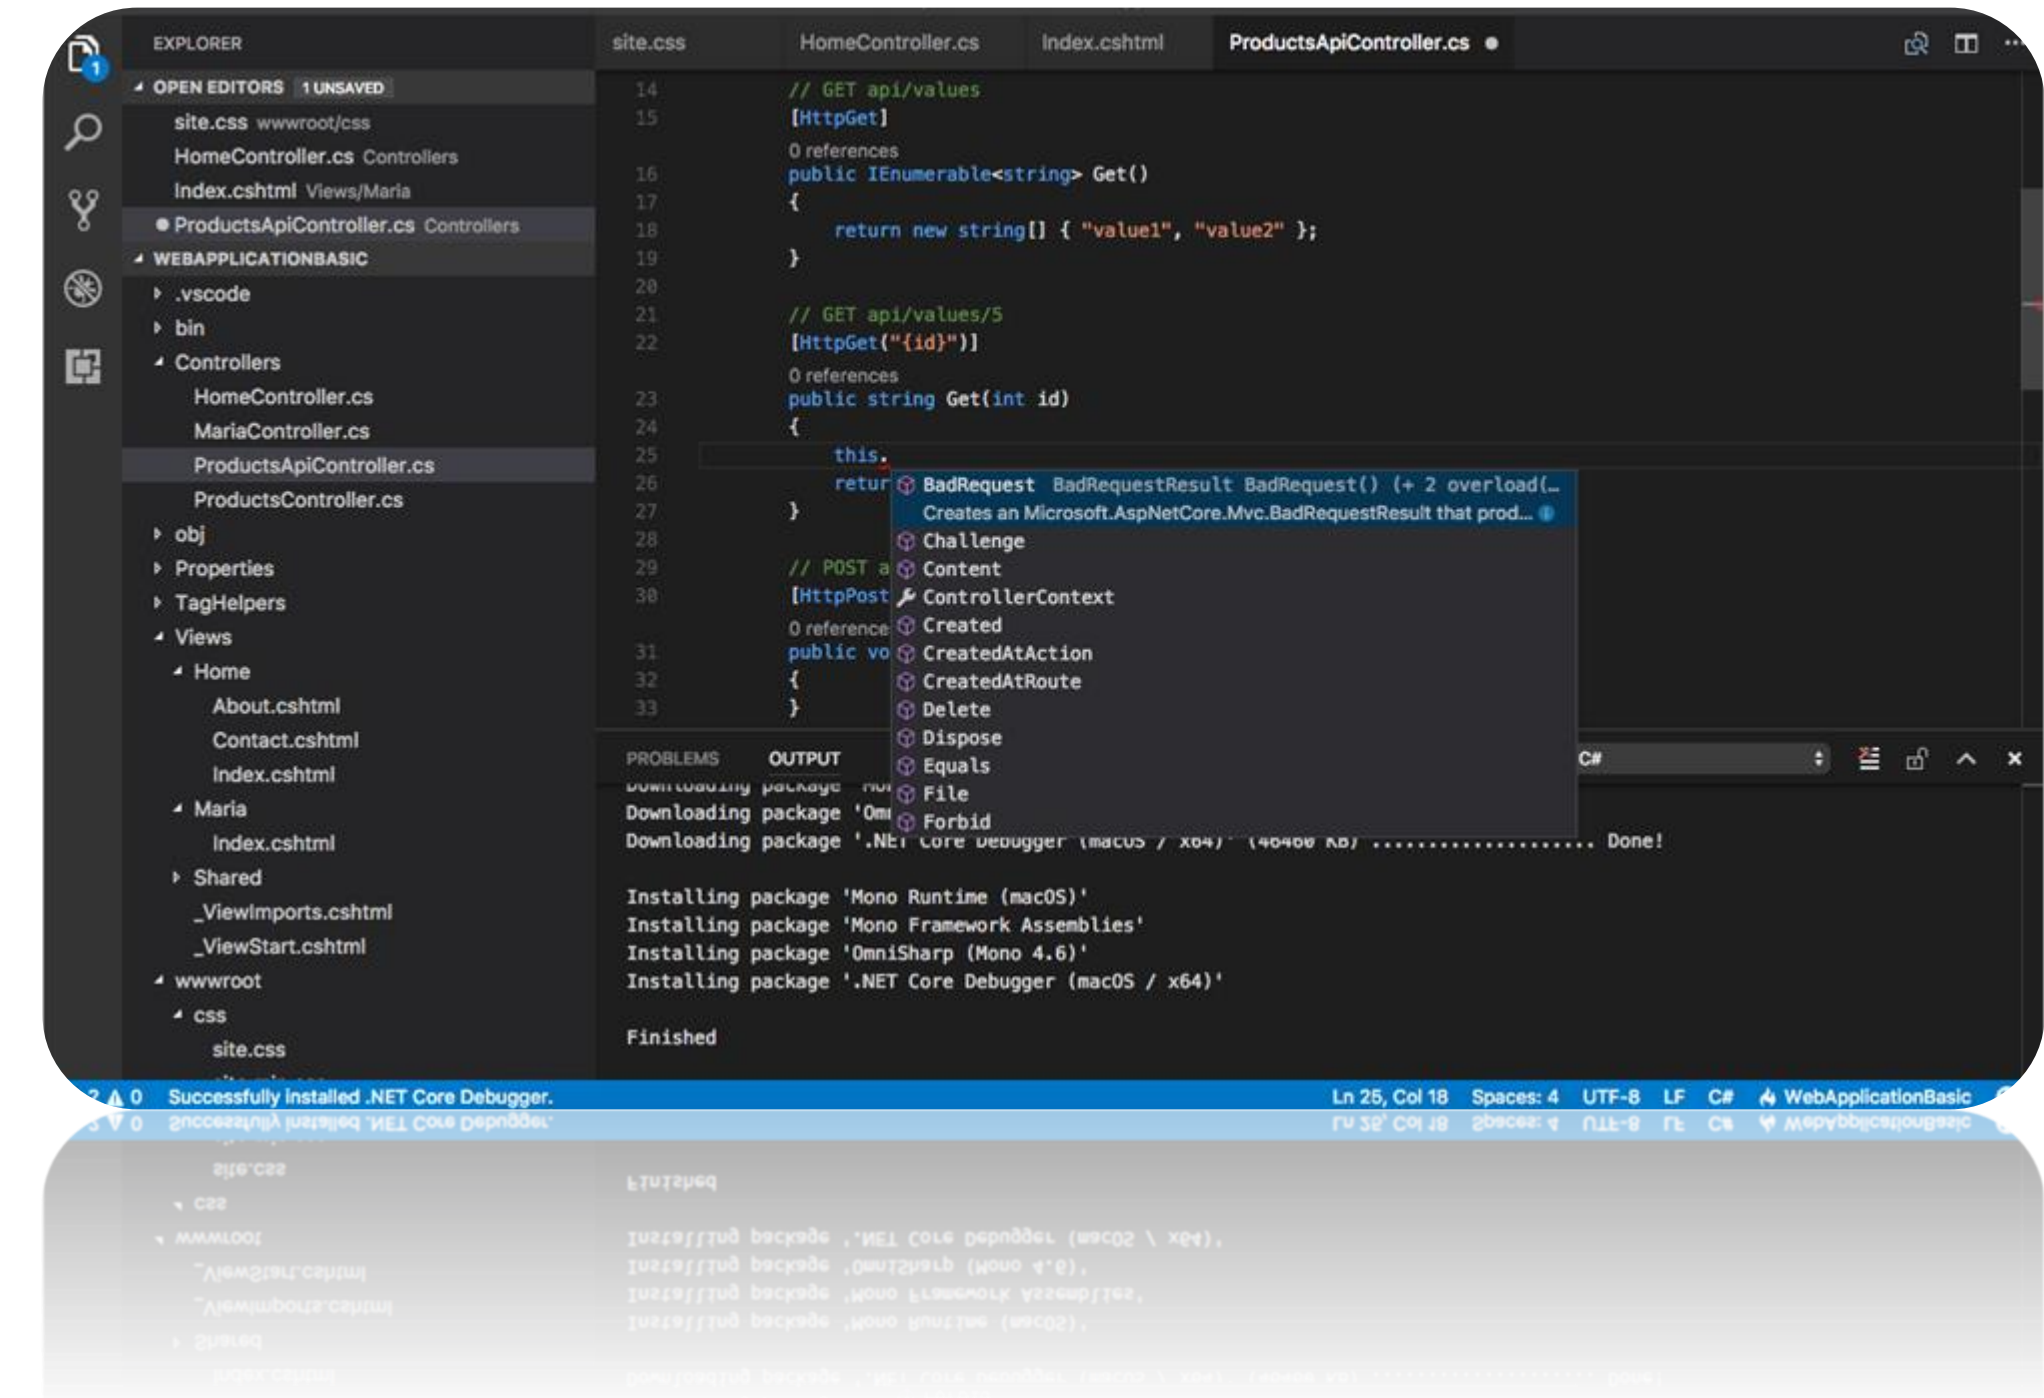 EXPLORER
OPEN EDITORS 1 UNSAVED
site.css wwwroot/css
HomeController.cs Controllers
Index.cshtml Views/Maria
ProductsApiController.cs Controllers
WEBAPPLICATIONBASIC
.vscode
bin
Controllers
HomeController.cs
MariaController.cs
ProductsApiController.cs
ProductsController.cs
obj
Properties
TagHelpers
Views
Home
About.cshtml
Contact.cshtml
Index.cshtml
Maria
Index.cshtml
Shared
_ViewImports.cshtml
_ViewStart.cshtml
wwwroot
css
site.css
1
site.css HomeController.cs Index.cshtml ProductsApiController.cs
14 // GET api/values
15 [HttpGet]
0 references
16 public IEnumerable<string> Get()
17 {
18 return new string[] { "value1", "value2" };
19 }
20
21 // GET api/values/5
22 [HttpGet("{id}")]
0 references
23 public string Get(int id)
24 {
25 this.
26 retur
27 }
28
29 // POST a
30 [HttpPost
0 reference
31 public vo
32 {
33 }
BadRequest BadRequestResult BadRequest() (+ 2 overload(…
Creates an Microsoft.AspNetCore.Mvc.BadRequestResult that prod...
Challenge
Content
ControllerContext
Created
CreatedAtAction
CreatedAtRoute
Delete
Dispose
Equals
File
Forbid
PROBLEMS OUTPUT C#
Downloading package 'Mo
Downloading package 'Omn
Downloading package '.NET Core Debugger (macOS / x64)' (46460 KB) .................... Done!
Installing package 'Mono Runtime (macOS)'
Installing package 'Mono Framework Assemblies'
Installing package 'OmniSharp (Mono 4.6)'
Installing package '.NET Core Debugger (macOS / x64)'
Finished
2 0 Successfully installed .NET Core Debugger. Ln 25, Col 18 Spaces: 4 UTF-8 LF C# WebApplicationBasic